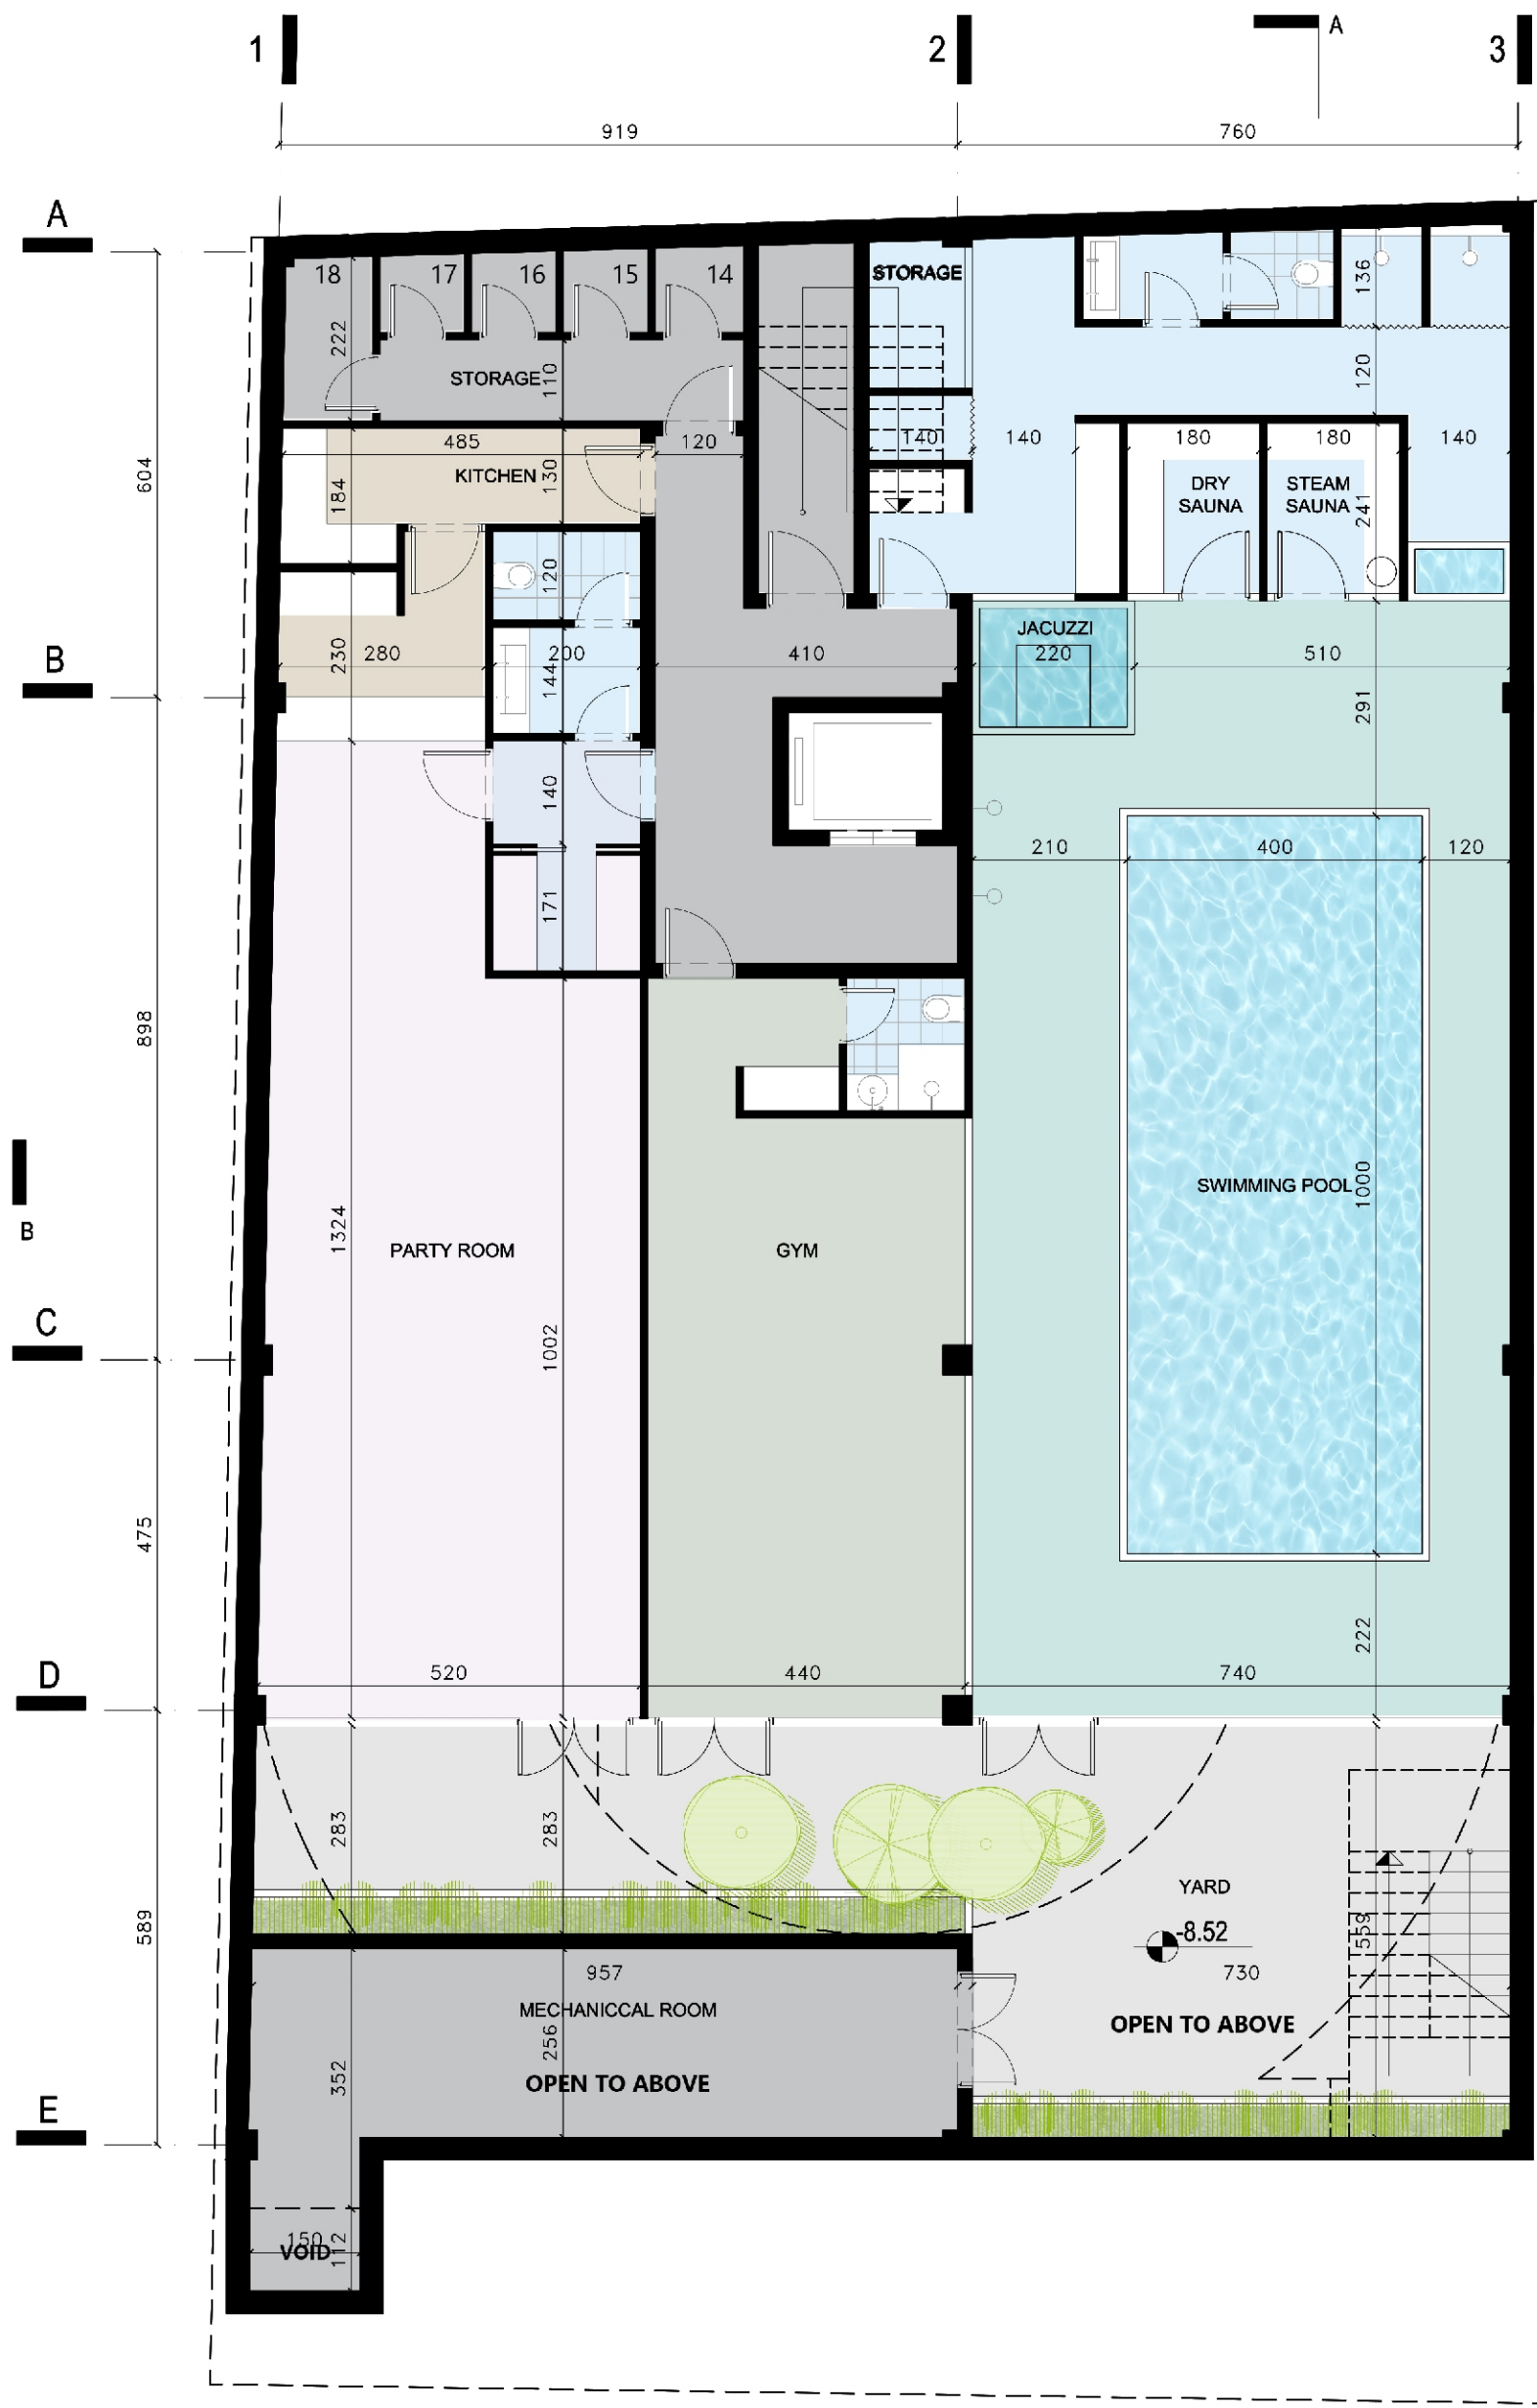 1
2
A
3
919
760
A
18
17
16
15
14
STORAGE
136
222
STORAGE
110
120
485
120
140
140
180
180
140
604
KITCHEN
130
184
DRY
SAUNA
STEAM
SAUNA
241
120
JACUZZI
B
230
280
144
200
410
220
510
291
140
210
400
120
171
898
B
1324
PARTY ROOM
GYM
SWIMMING POOL
1000
C
1002
475
222
D
520
440
740
283
283
YARD
589
559
-8.52
957
730
MECHANICCAL ROOM
256
OPEN TO ABOVE
352
OPEN TO ABOVE
E
150
112
VOID